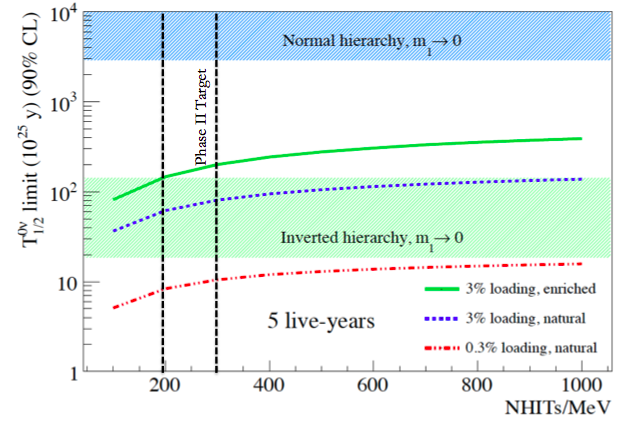 10⁴
10³
10²
10
1
T₁/₂⁰ᵛ limit (10²⁵ y) (90% CL)
Normal hierarchy, m₁→0
Phase II Target
Inverted hierarchy, m₁→0
3% loading, enriched
3% loading, natural
0.3% loading, natural
5 live-years
200 400 600 800 1000
NHITs/MeV